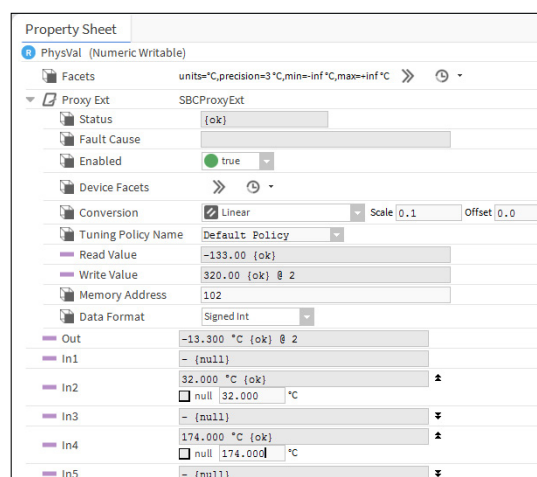 Property Sheet
R PhysVal (Numeric Writable)
Facets units=°C,precision=3 °C,min=-inf °C,max=+inf °C
Proxy Ext SBCProxyExt
Status {ok}
Fault Cause
Enabled true
Device Facets
Conversion Linear Scale 0.1 Offset 0.0
Tuning Policy Name Default Policy
Read Value -133.00 {ok}
Write Value 320.00 {ok} @ 2
Memory Address 102
Data Format Signed Int
Out -13.300 °C {ok} @ 2
In1 - {null}
In2 32.000 °C {ok}
null 32.000 °C
In3 - {null}
In4 174.000 °C {ok}
null 174.000 °C
In5 - {null}